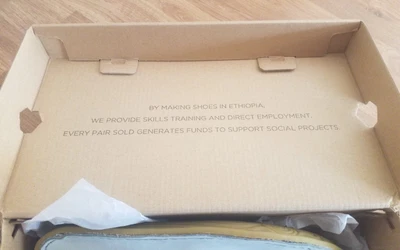 BY MAKING SHOES IN ETHIOPIA,
WE PROVIDE SKILLS TRAINING AND DIRECT EMPLOYMENT.
EVERY PAIR SOLD GENERATES FUNDS TO SUPPORT SOCIAL PROJECTS.